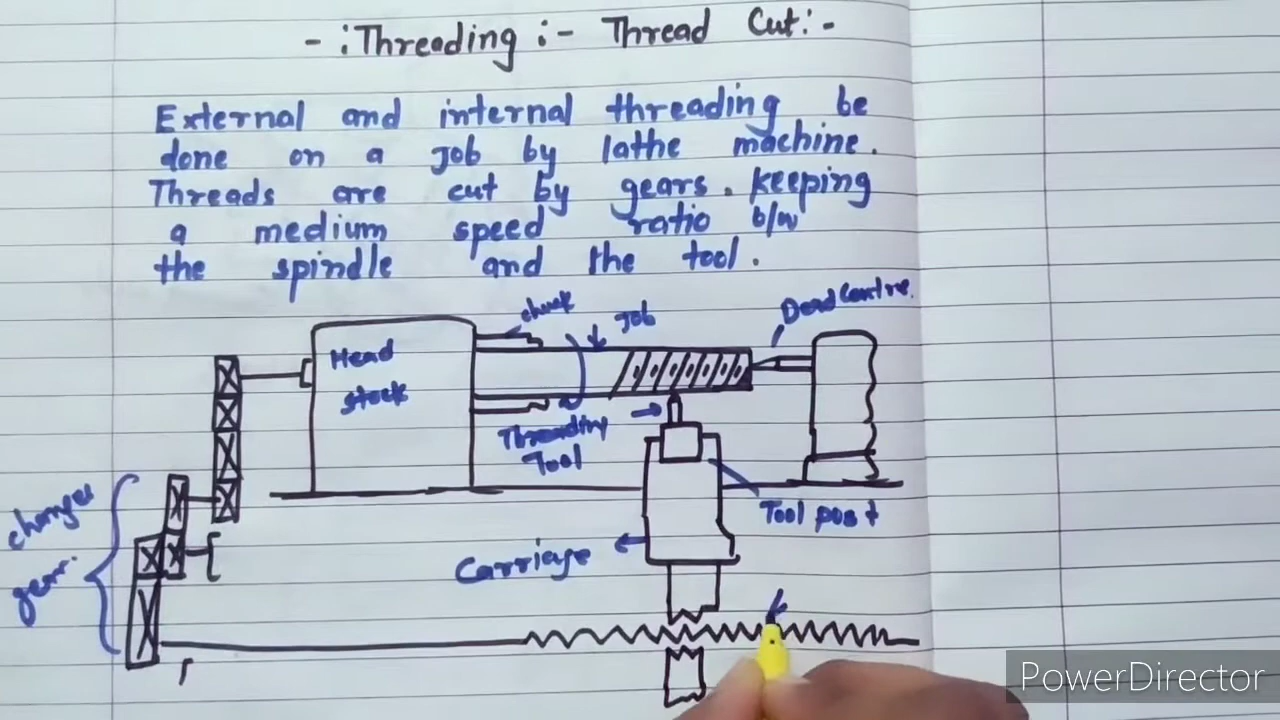 - :Threading :- Thread Cut:-
External and internal threading be
done on a job by lathe machine.
Threads are cut by gears. keeping
a medium speed ratio b/w
the spindle and the tool.
chuck
Job
Dead Centre.
Head
stock
Threading
Tool
changes
gear.
Tool post
Carriage
PowerDirector